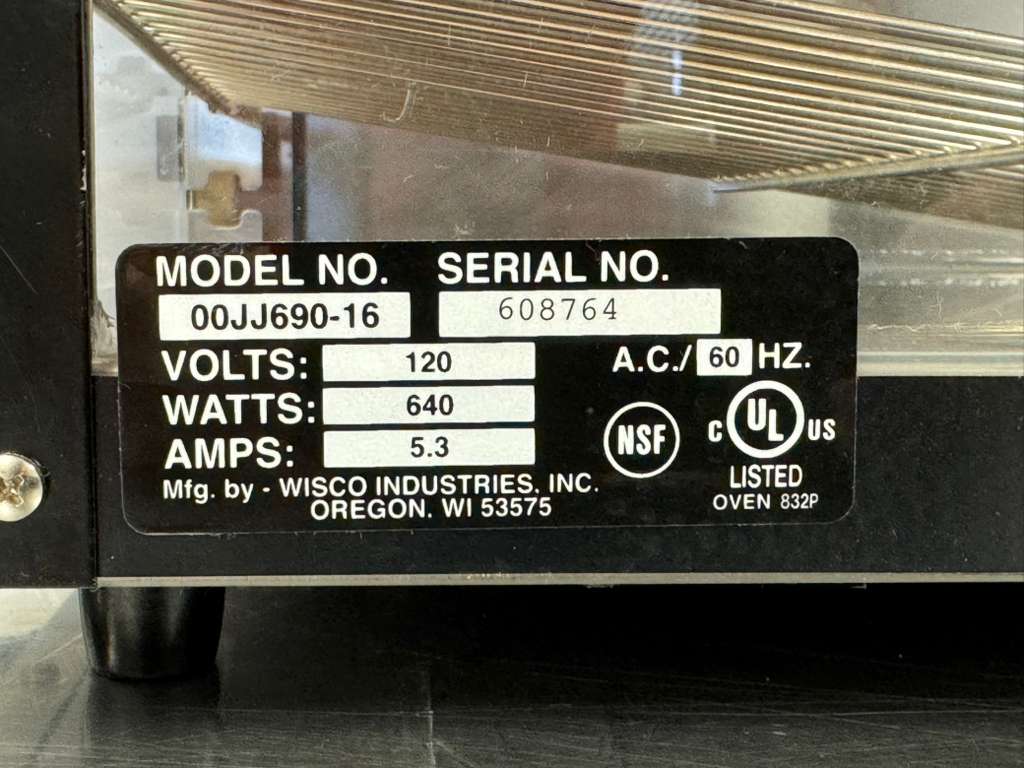 MODEL NO. SERIAL NO.
00JJ690-16 608764
VOLTS: 120 A.C./ 60 HZ.
WATTS: 640
AMPS: 5.3
NSF
C UL US
LISTED
OVEN 832P
Mfg. by - WISCO INDUSTRIES, INC.
OREGON, WI 53575